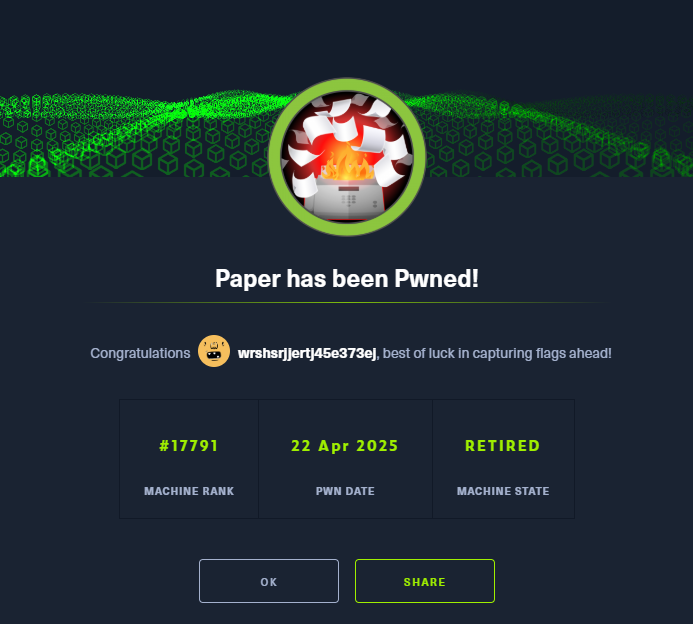 Paper has been Pwned!
Congratulations wrshsrjjertj45e373ej, best of luck in capturing flags ahead!
#17791 22 Apr 2025 RETIRED
MACHINE RANK PWN DATE MACHINE STATE
OK SHARE